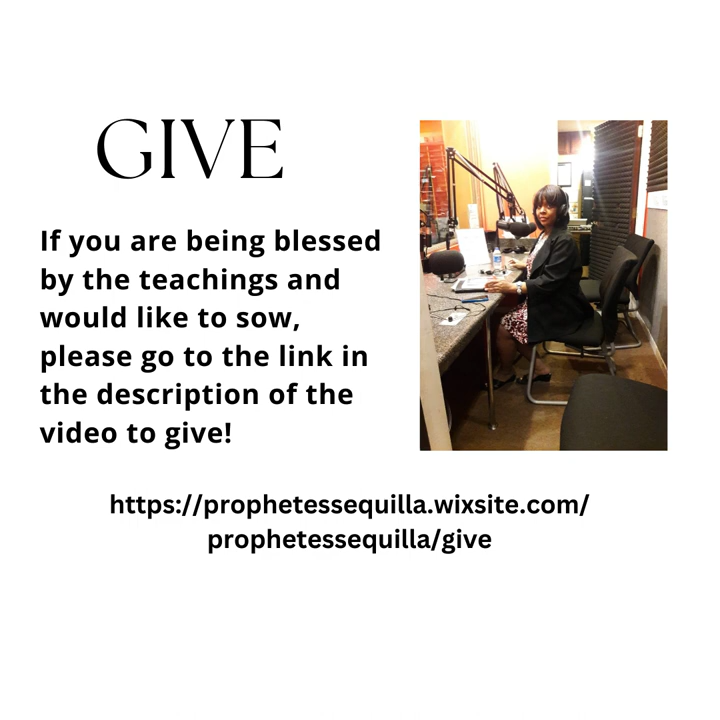 GIVE
If you are being blessed
by the teachings and
would like to sow,
please go to the link in
the description of the
video to give!
https://prophetessequilla.wixsite.com/
prophetessequilla/give